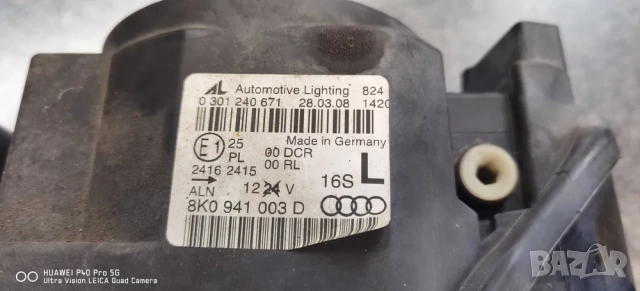 AL Automotive Lighting 824
0 301 240 671 28.03.08 1420
Made in Germany
E1 25 00 DCR
PL 00 RL
2416 2415
ALN 12 24 V 16S L
8K0 941 003 D
HUAWEI P40 Pro 5G
Ultra Vision LEICA Quad Camera
bazar